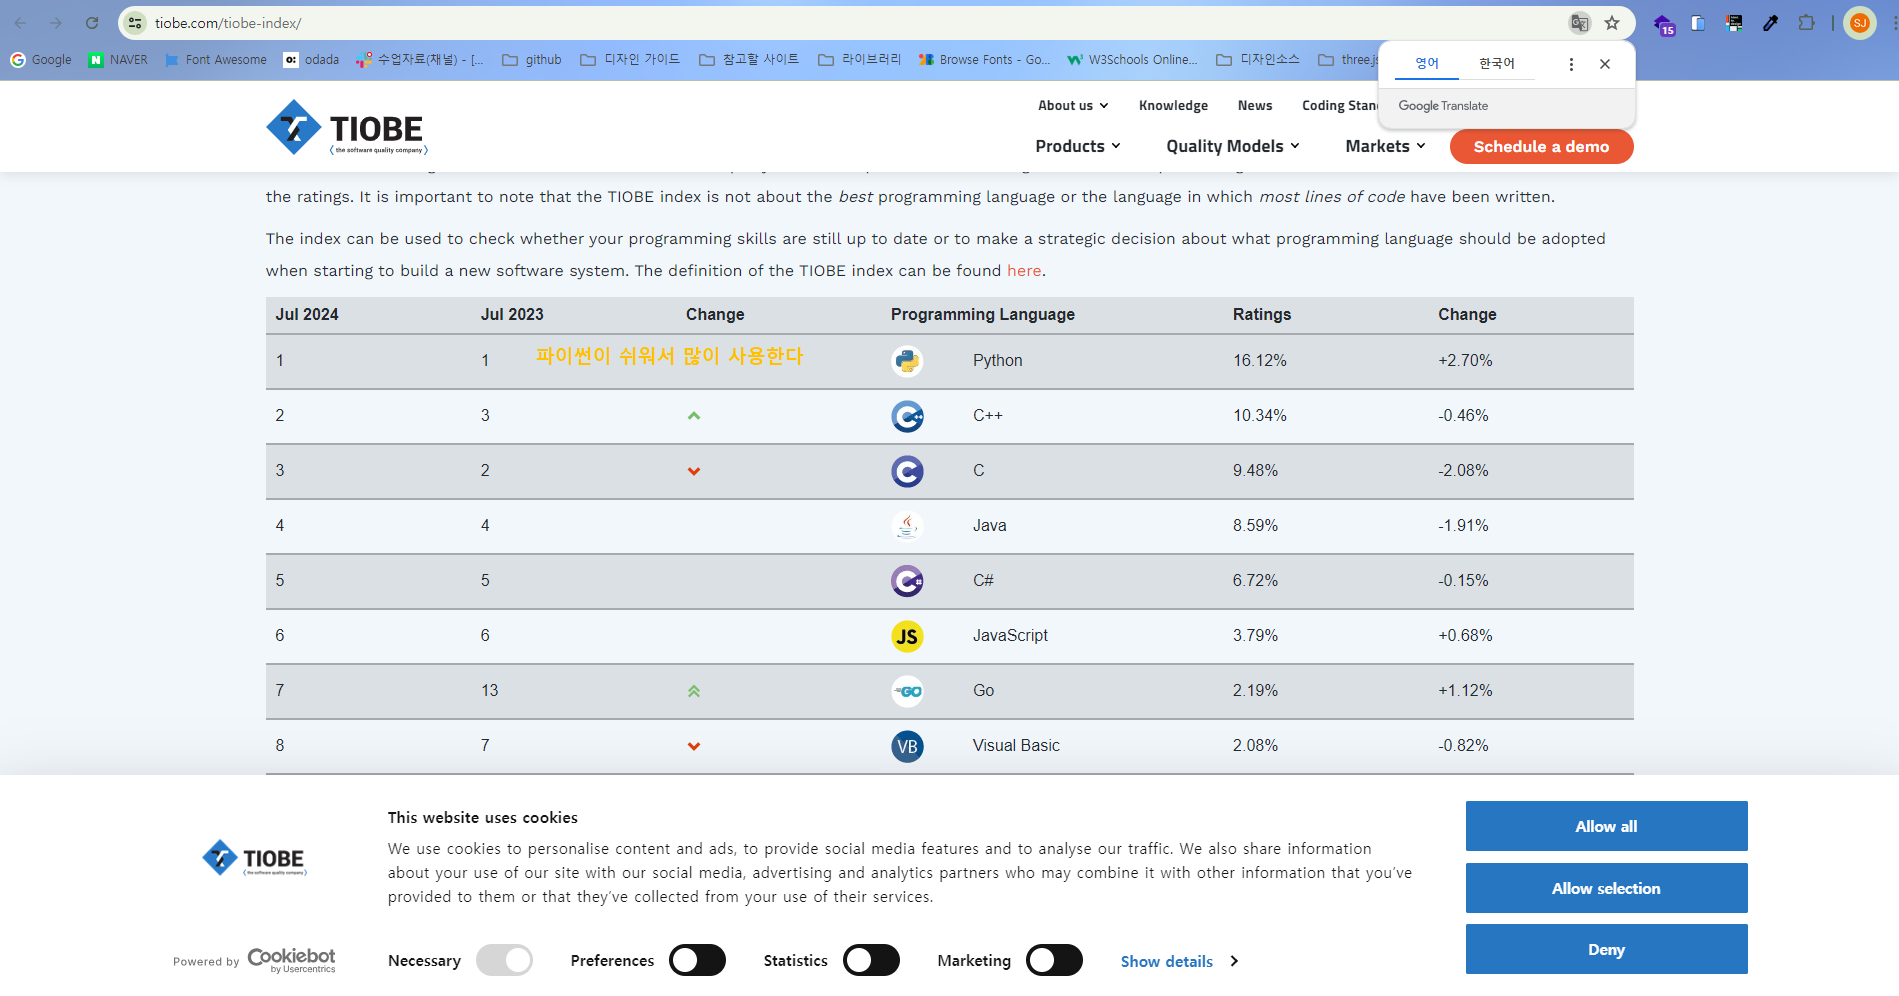 tiobe.com/tiobe-index/
15
SJ
Google
NAVER
Font Awesome
odada
수업자료(채널) - [...
github
디자인 가이드
참고할 사이트
라이브러리
Browse Fonts - Go...
W3Schools Online...
디자인소스
three.js
영어
한국어
Google Translate
TIOBE
(the software quality company)
About us
Knowledge
News
Coding Stan
Products
Quality Models
Markets
Schedule a demo
the ratings. It is important to note that the TIOBE index is not about the best programming language or the language in which most lines of code have been written.
The index can be used to check whether your programming skills are still up to date or to make a strategic decision about what programming language should be adopted
when starting to build a new software system. The definition of the TIOBE index can be found here.
Jul 2024 Jul 2023 Change Programming Language Ratings Change
1 1 파이썬이 쉬워서 많이 사용한다 Python 16.12% +2.70%
2 3 C++ 10.34% -0.46%
3 2 C 9.48% -2.08%
4 4 Java 8.59% -1.91%
5 5 C# 6.72% -0.15%
6 6 JS JavaScript 3.79% +0.68%
7 13 GO Go 2.19% +1.12%
8 7 VB Visual Basic 2.08% -0.82%
TIOBE
(the software quality company)
This website uses cookies
We use cookies to personalise content and ads, to provide social media features and to analyse our traffic. We also share information
about your use of our site with our social media, advertising and analytics partners who may combine it with other information that you've
provided to them or that they've collected from your use of their services.
Powered by Cookiebot
by Usercentrics
Necessary
Preferences
Statistics
Marketing
Show details
Allow all
Allow selection
Deny